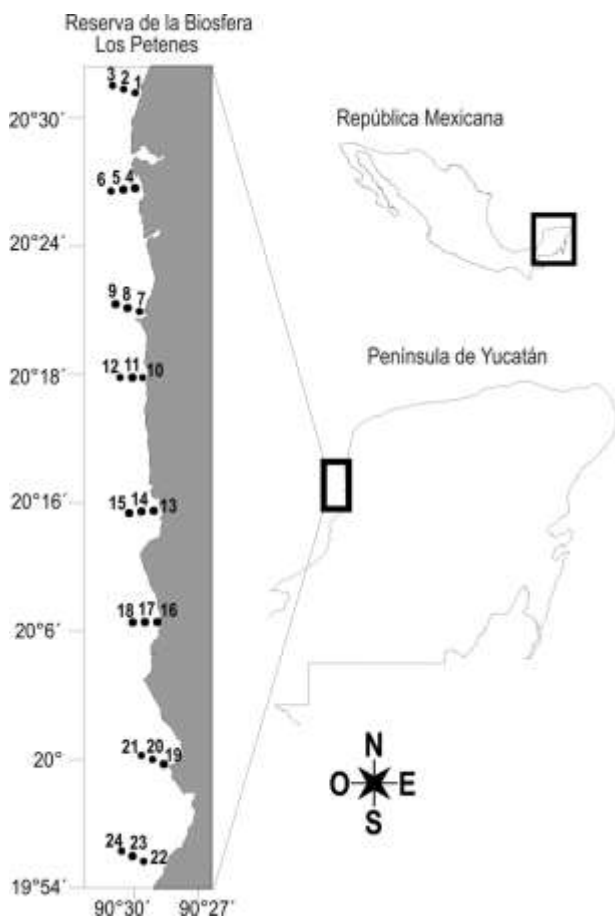 Reserva de la Biosfera
Los Petenes
3 2 1
20°30´
República Mexicana
6 5 4
20°24´
9 8 7
Península de Yucatán
12 11 10
20°18´
20°16´
15 14 13
18 17 16
20°6´
21 20 19
20°
N
O E
S
24 23 22
19°54´
90°30´ 90°27´